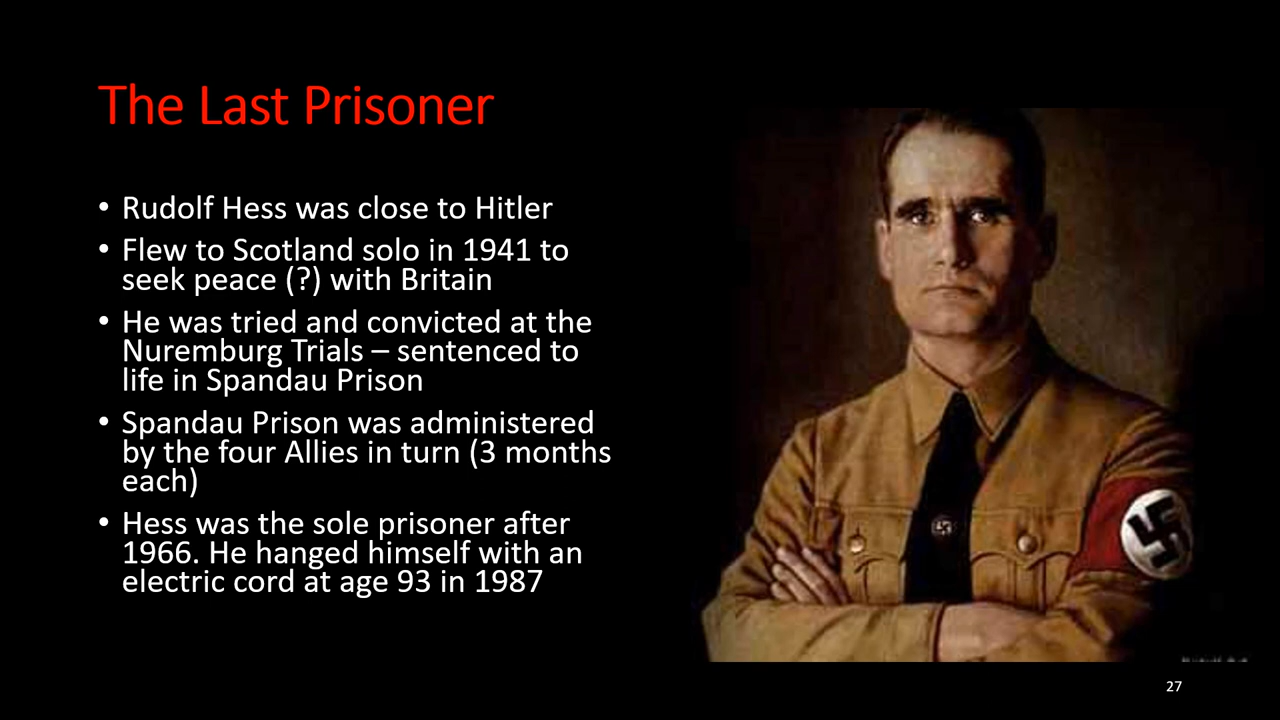 The Last Prisoner
• Rudolf Hess was close to Hitler
• Flew to Scotland solo in 1941 to
seek peace (?) with Britain
• He was tried and convicted at the
Nuremburg Trials – sentenced to
life in Spandau Prison
• Spandau Prison was administered
by the four Allies in turn (3 months
each)
• Hess was the sole prisoner after
1966. He hanged himself with an
electric cord at age 93 in 1987
27